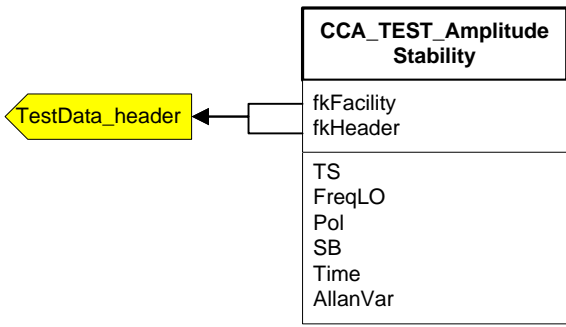 CCA_TEST_Amplitude
Stability
TestData_header
fkFacility
fkHeader
TS
FreqLO
Pol
SB
Time
AllanVar